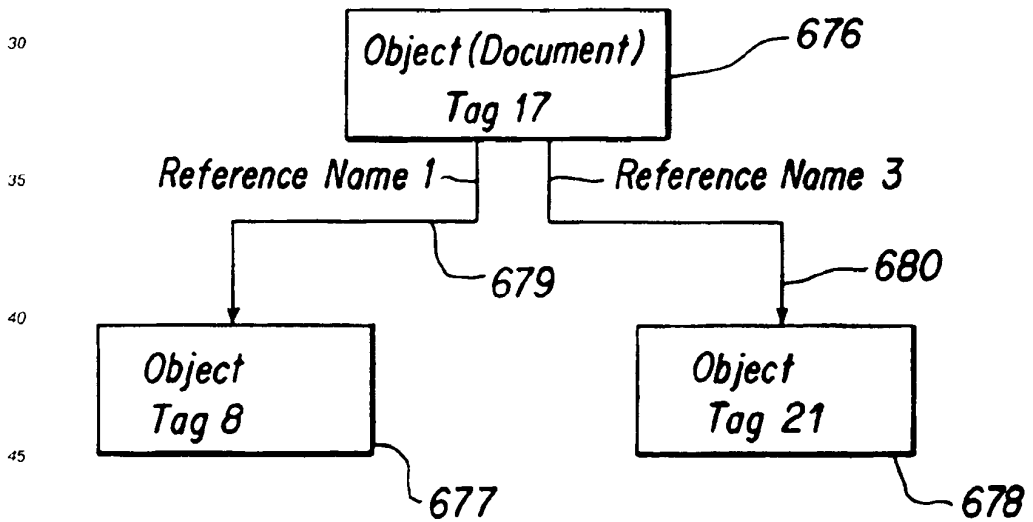 30
Object (Document)
Tag 17
676
35
Reference Name 1
Reference Name 3
679
680
40
Object
Tag 8
Object
Tag 21
45
677
678